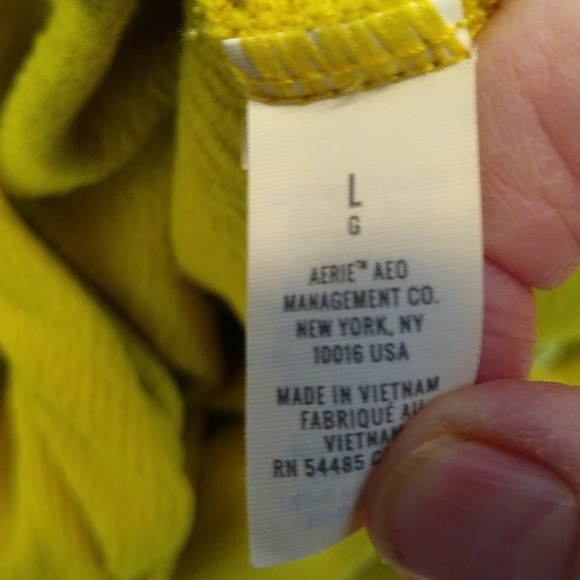 L
G
AERIE™ AEO
MANAGEMENT CO.
NEW YORK, NY
10016 USA
MADE IN VIETNAM
FABRIQUÉ AU
VIETNAM
RN 54485